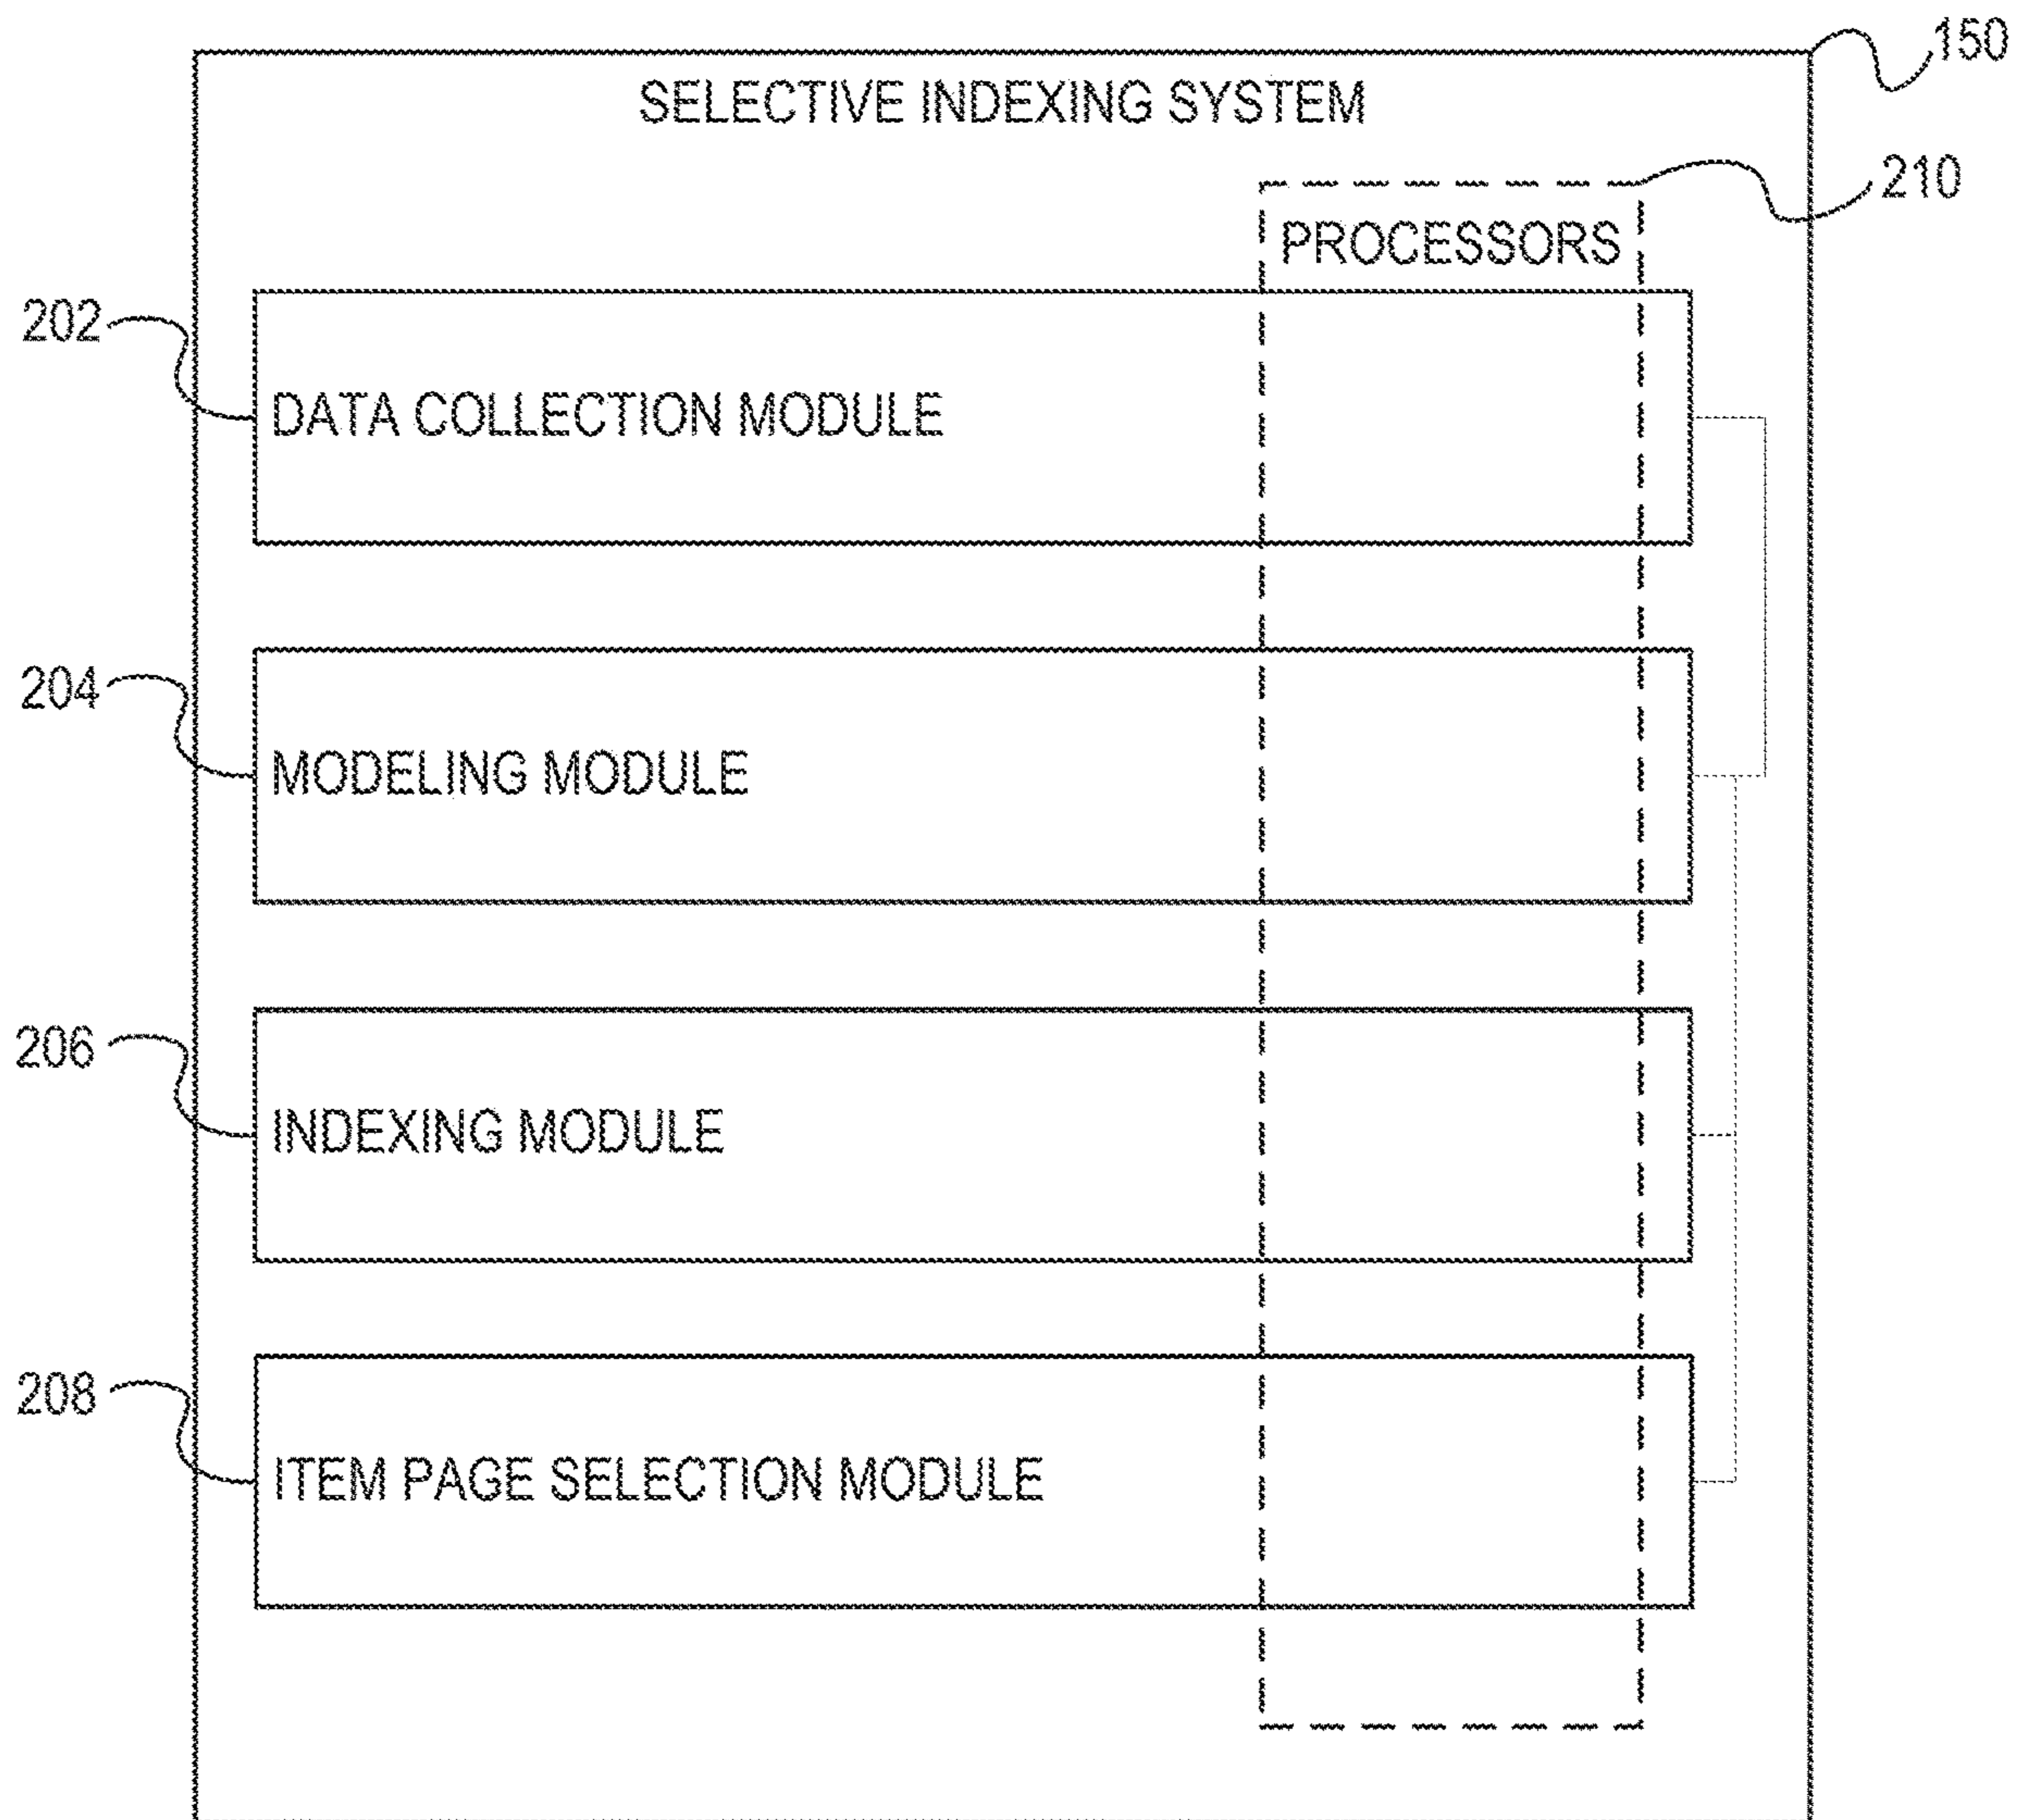 150
SELECTIVE INDEXING SYSTEM
210
PROCESSORS
202
DATA COLLECTION MODULE
204
MODELING MODULE
206
INDEXING MODULE
208
ITEM PAGE SELECTION MODULE